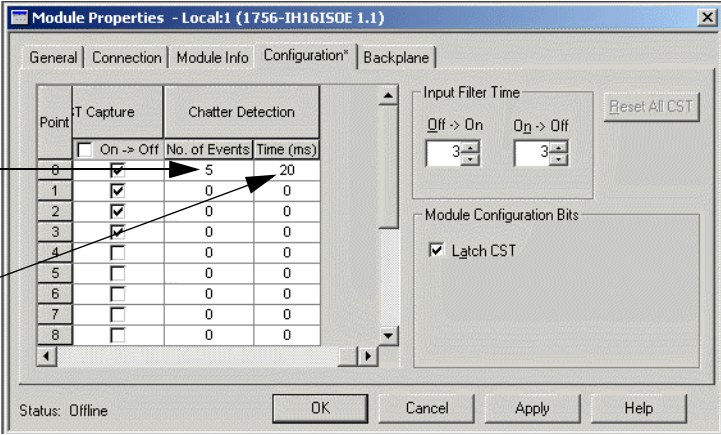 Module Properties - Local:1 (1756-IH16ISOE 1.1)
General Connection Module Info Configuration* Backplane
Point T Capture Chatter Detection
On -> Off No. of Events Time (ms)
0 5 20
1 0 0
2 0 0
3 0 0
4 0 0
5 0 0
6 0 0
7 0 0
8 0 0
Input Filter Time
Off -> On On -> Off
3 3
Reset All CST
Module Configuration Bits
Latch CST
Status: Offline
OK Cancel Apply Help